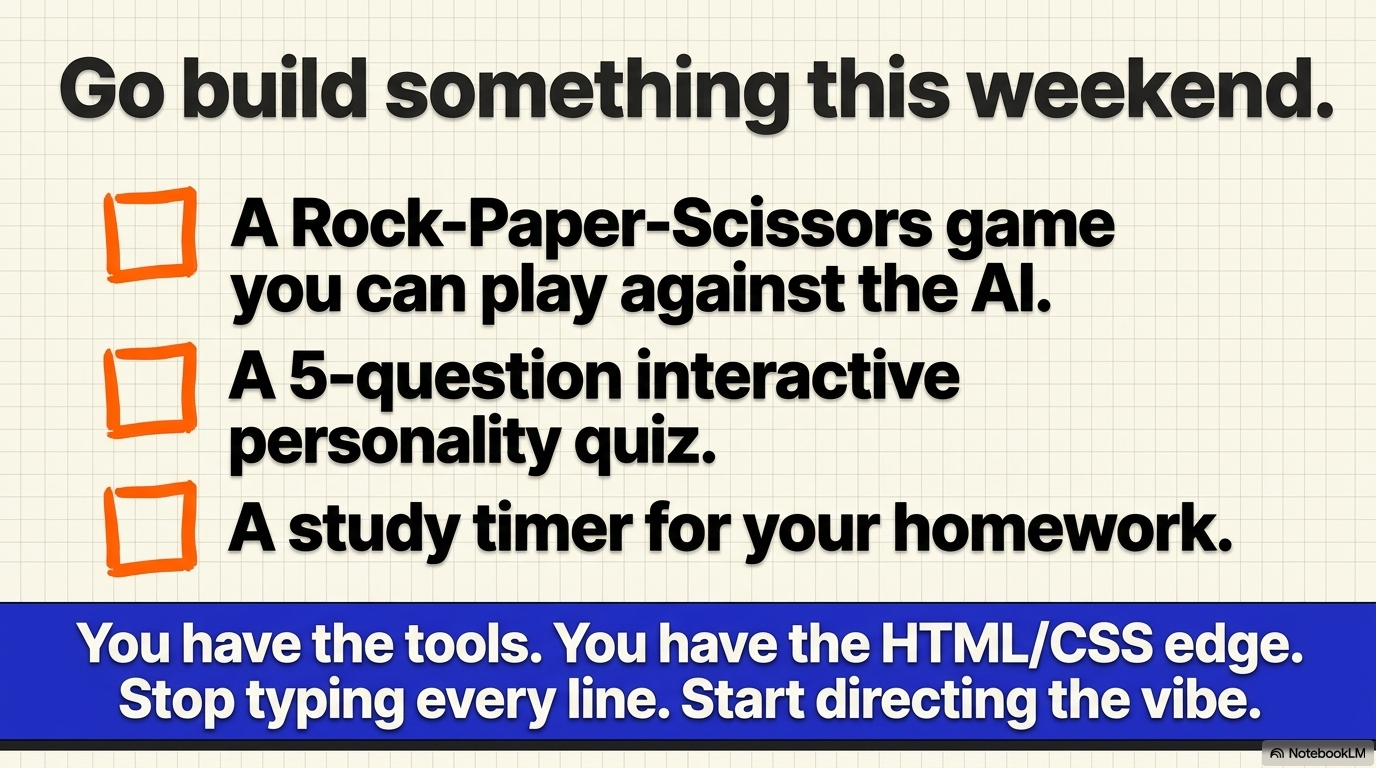 Go build something this weekend.
A Rock-Paper-Scissors game
you can play against the AI.
A 5-question interactive
personality quiz.
A study timer for your homework.
You have the tools. You have the HTML/CSS edge.
Stop typing every line. Start directing the vibe.
NotebookLM